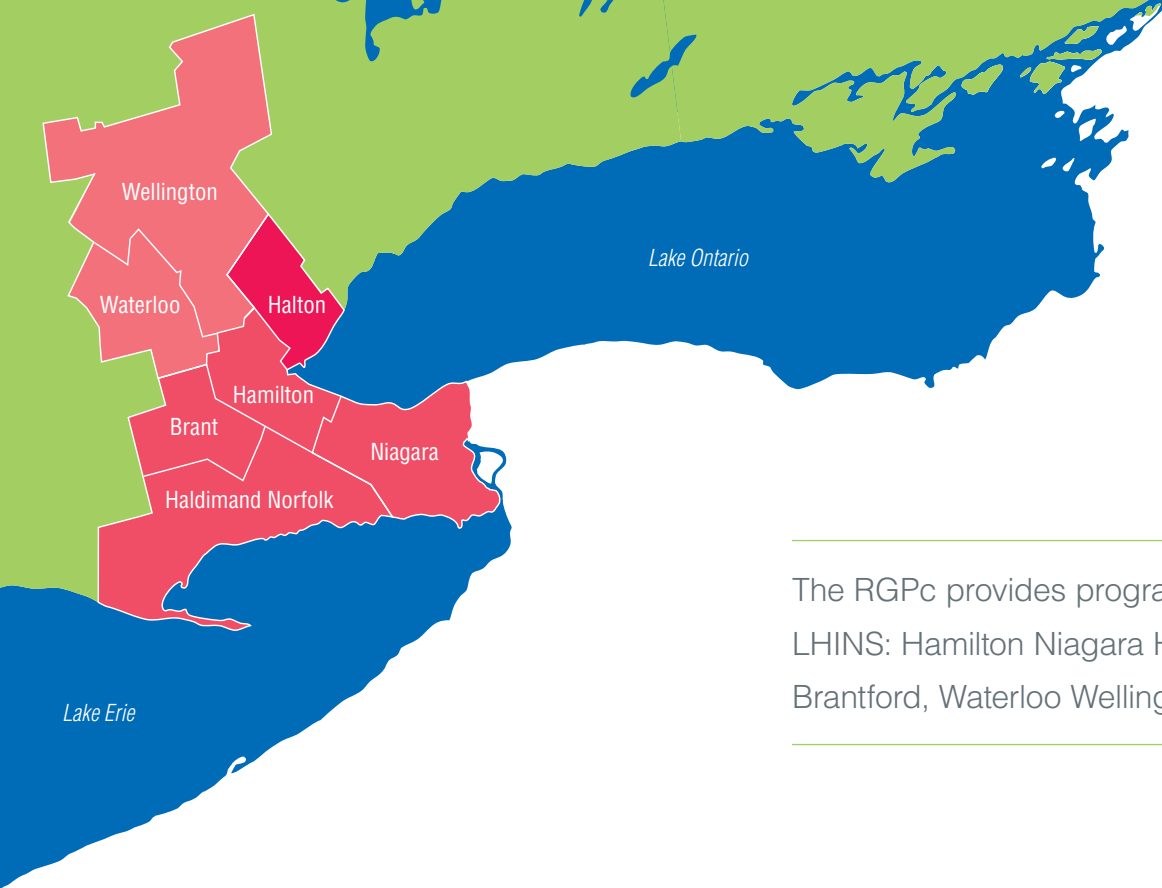 Wellington
Lake Ontario
Waterloo
Halton
Hamilton
Brant
Niagara
Haldimand Norfolk
The RGPc provides progra
LHINS: Hamilton Niagara H
Brantford, Waterloo Welling
Lake Erie